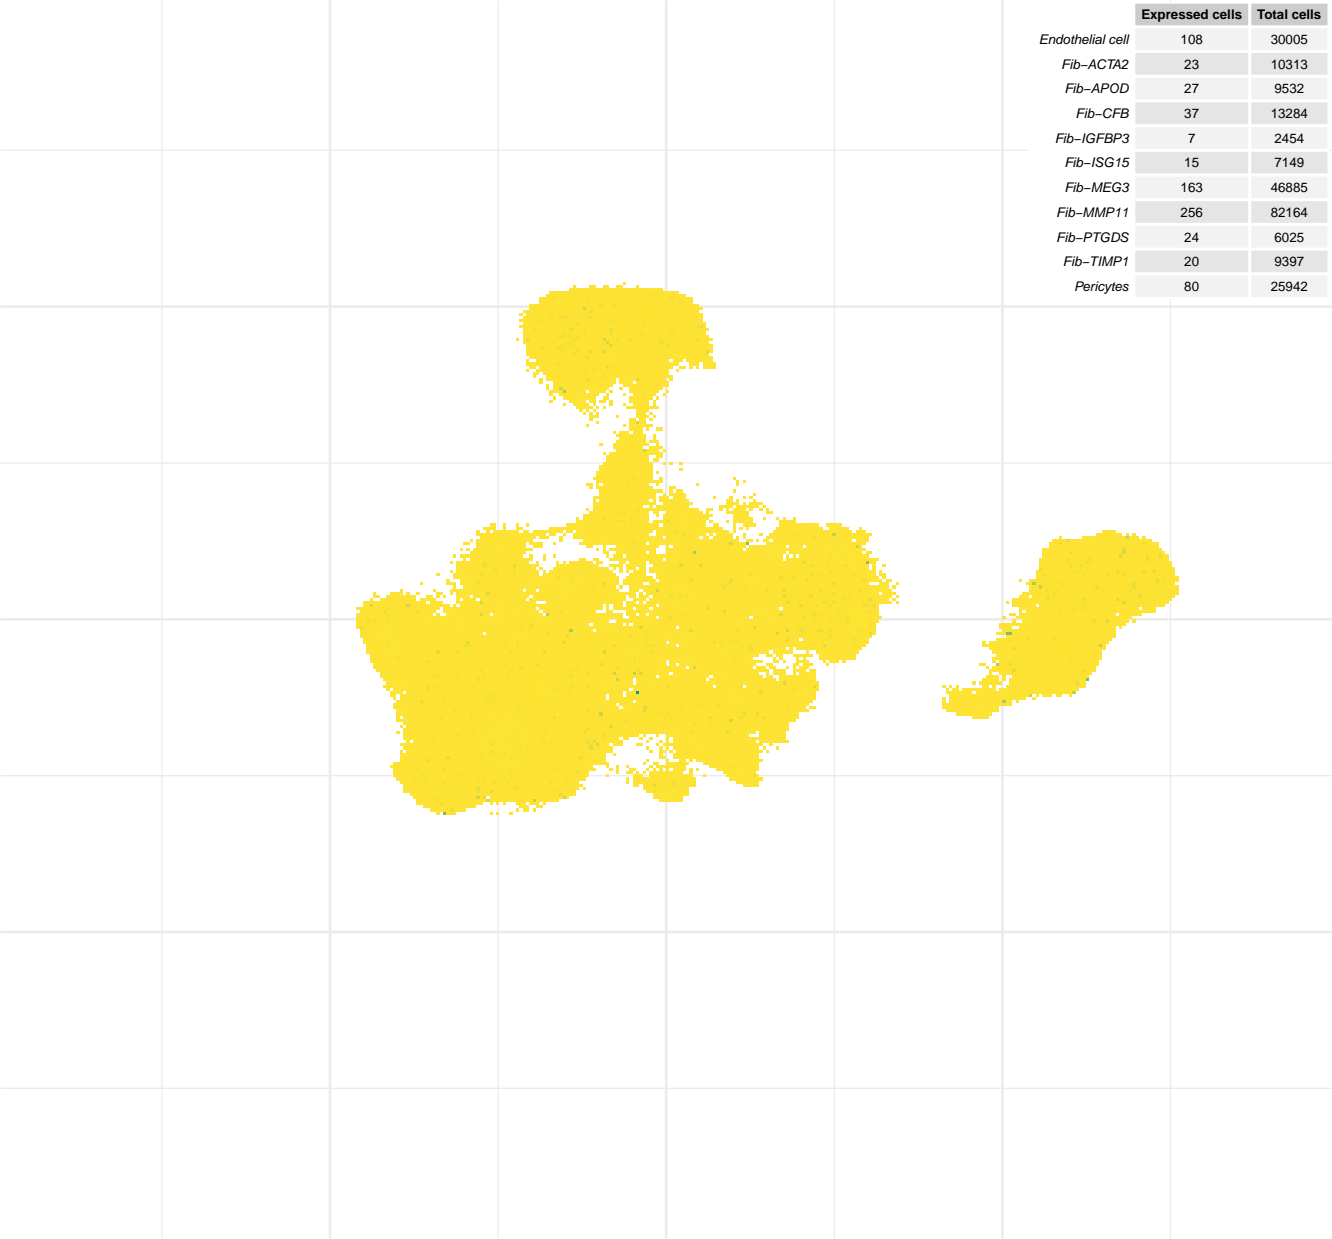 Expressed cells Total cells
Endothelial cell 108 30005
Fib−ACTA2 23 10313
Fib−APOD 27 9532
Fib−CFB 37 13284
Fib−IGFBP3 7 2454
Fib−ISG15 15 7149
Fib−MEG3 163 46885
Fib−MMP11 256 82164
Fib−PTGDS 24 6025
Fib−TIMP1 20 9397
Pericytes 80 25942